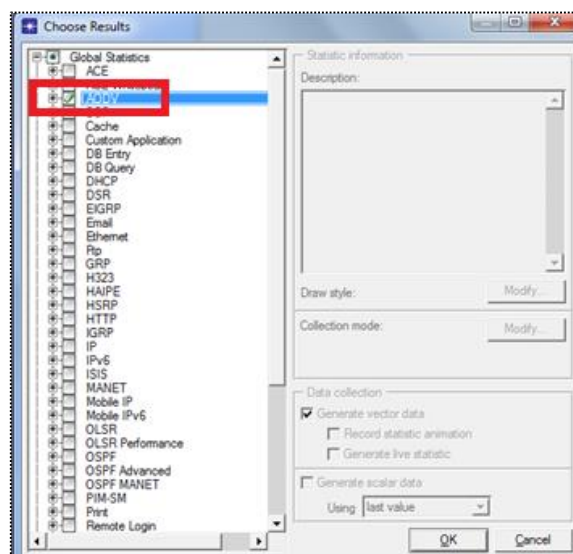 Choose Results
Global Statistics
ACE
AODV
Cache
Custom Application
DB Entry
DB Query
DHCP
DSR
EIGRP
Email
Ethernet
Ftp
GRP
H323
HAIPE
HSRP
HTTP
IGRP
IP
IPv6
ISIS
MANET
Mobile IP
Mobile IPv6
OLSR
OLSR Performance
OSPF
OSPF Advanced
OSPF MANET
PIM-SM
Print
Remote Login
Statistic information
Description:
Draw style:
Modify...
Collection mode:
Modify...
Data collection
Generate vector data
Record statistic animation
Generate live statistic
Generate scalar data
Using last value
OK
Cancel